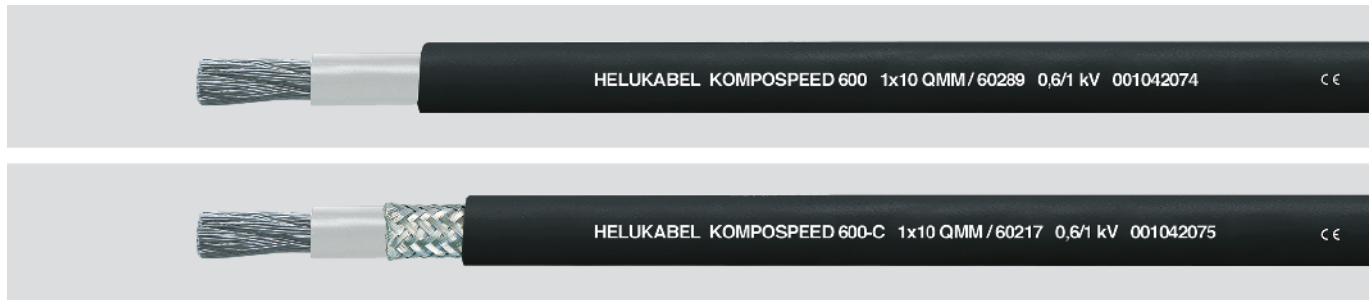 HELUKABEL KOMPOSPEED 600 1x10 QMM / 60289 0,6/1 kV 001042074 CE
HELUKABEL KOMPOSPEED 600-C 1x10 QMM / 60217 0,6/1 kV 001042075 CE